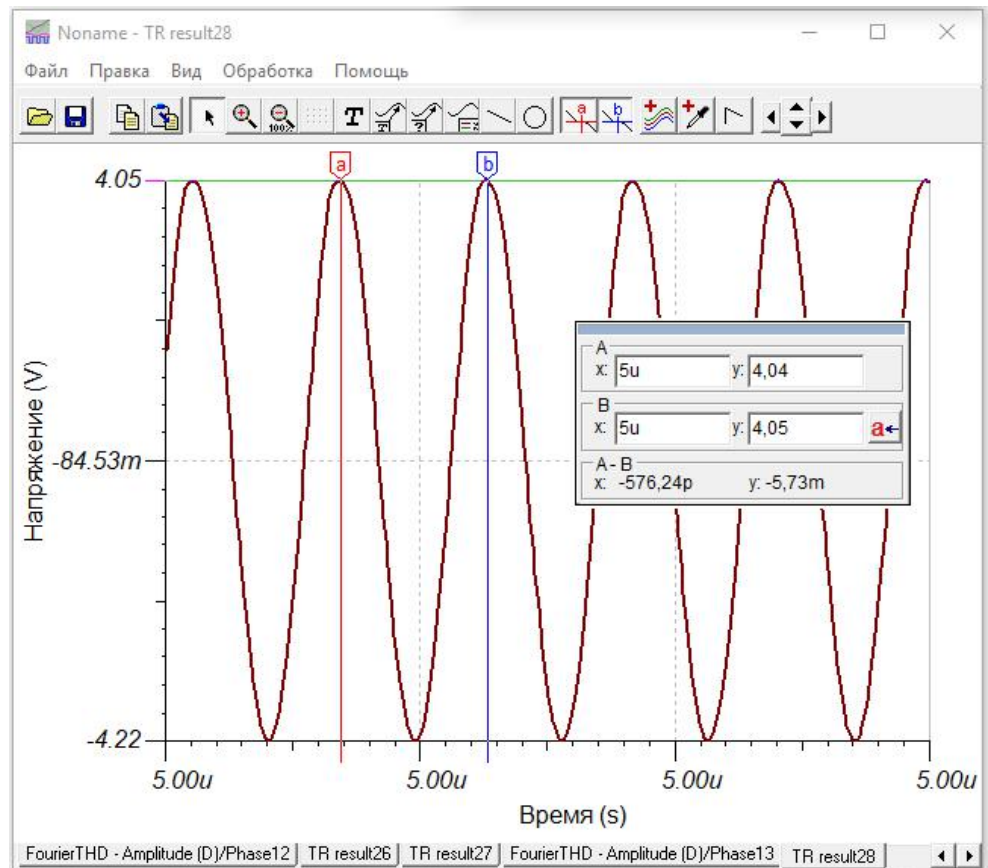 Noname - TR result28
Файл Правка Вид Обработка Помощь
100% T a b
a b
4.05
-84.53m
-4.22
Напряжение (V)
A
x: 5u y: 4,04
B
x: 5u y: 4,05 a
A - B
x: -576,24p y: -5,73m
5.00u 5.00u 5.00u 5.00u
Время (s)
FourierTHD - Amplitude (D)/Phase12 TR result26 TR result27 FourierTHD - Amplitude (D)/Phase13 TR result28